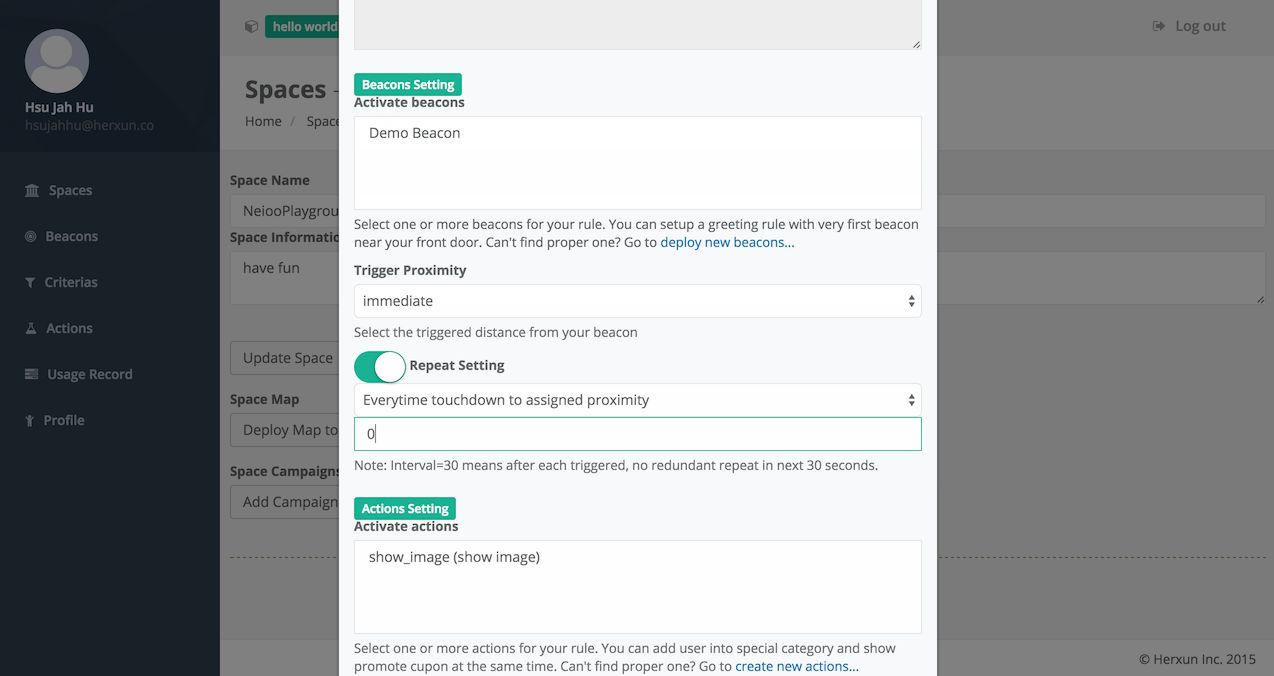 Hsu Jah Hu
hsujahhu@herxun.co
Spaces
Beacons
Criterias
Actions
Usage Record
Profile
hello world
Log out
Spaces -
Home / Space
Space Name
NeiooPlaygrou
Space Informatio
have fun
Update Space
Space Map
Deploy Map to
Space Campaigns
Add Campaign
Beacons Setting
Activate beacons
Demo Beacon
Select one or more beacons for your rule. You can setup a greeting rule with very first beacon
near your front door. Can't find proper one? Go to deploy new beacons...
Trigger Proximity
immediate
Select the triggered distance from your beacon
Repeat Setting
Everytime touchdown to assigned proximity
0
Note: Interval=30 means after each triggered, no redundant repeat in next 30 seconds.
Actions Setting
Activate actions
show_image (show image)
Select one or more actions for your rule. You can add user into special category and show
promote cupon at the same time. Can't find proper one? Go to create new actions...
© Herxun Inc. 2015